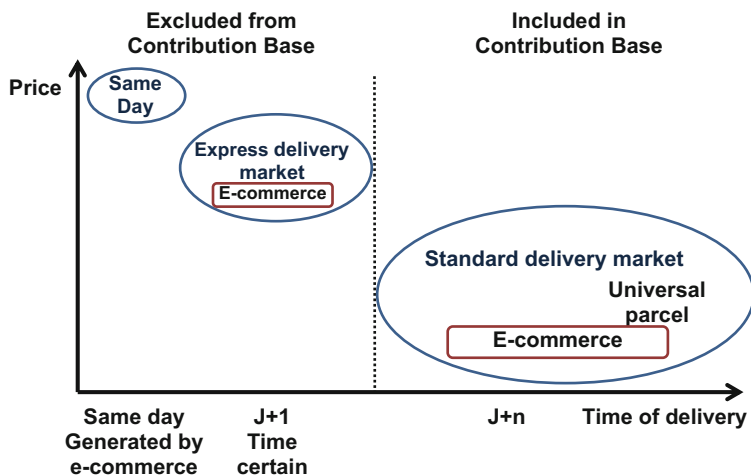 Excluded from
Contribution Base
Included in
Contribution Base
Price
Same
Day
Express delivery
market
E-commerce
Standard delivery market
Universal
parcel
E-commerce
Same day
Generated by
e-commerce
J+1
Time
certain
J+n
Time of delivery